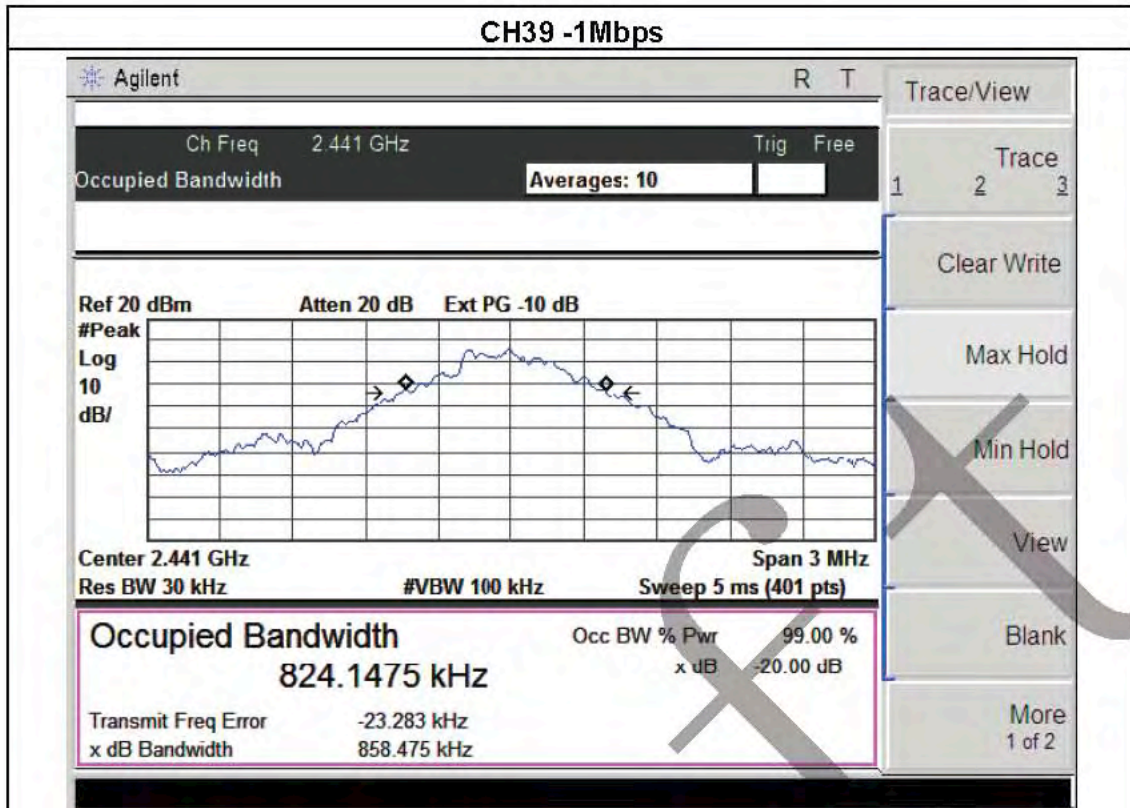 CH39 -1Mbps
Agilent R T
Trace/View
Ch Freq 2.441 GHz Trig Free
Occupied Bandwidth Averages: 10
Trace
1 2 3
Clear Write
Ref 20 dBm Atten 20 dB Ext PG -10 dB
#Peak
Log
10
dB/
Max Hold
Min Hold
View
Center 2.441 GHz Span 3 MHz
Res BW 30 kHz #VBW 100 kHz Sweep 5 ms (401 pts)
Occupied Bandwidth Occ BW % Pwr 99.00 %
824.1475 kHz x dB -20.00 dB
Blank
Transmit Freq Error -23.283 kHz
x dB Bandwidth 858.475 kHz
More
1 of 2